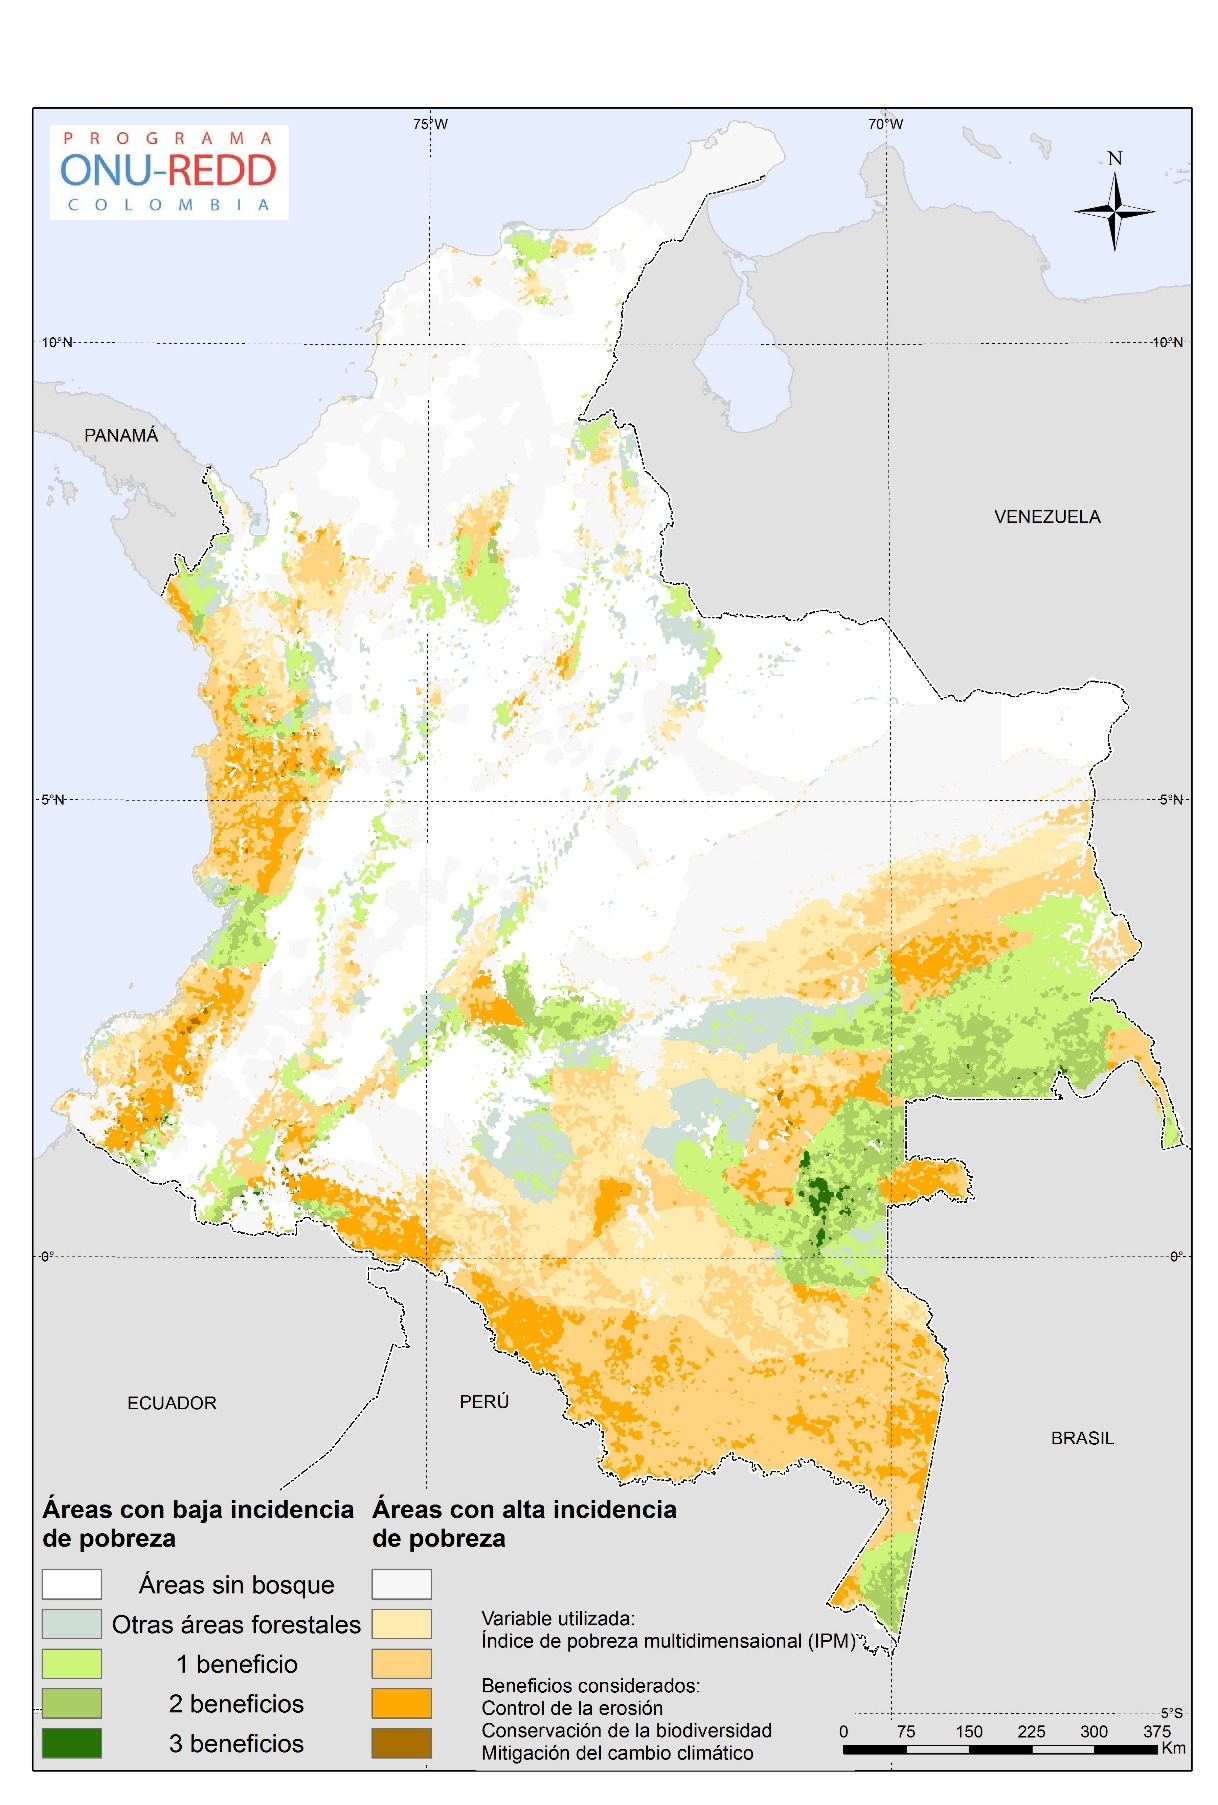 PROGRAMA
ONU-REDD
COLOMBIA
75°W
70°W
N
10°N
10°N
PANAMÁ
VENEZUELA
5°N
5°N
0°
0°
ECUADOR
PERÚ
BRASIL
Áreas con baja incidencia
de pobreza
Áreas con alta incidencia
de pobreza
Áreas sin bosque
Otras áreas forestales
1 beneficio
2 beneficios
3 beneficios
Variable utilizada:
Índice de pobreza multidimensaional (IPM)
Beneficios considerados:
Control de la erosión
Conservación de la biodiversidad
Mitigación del cambio climático
5°S
0 75 150 225 300 375
Km